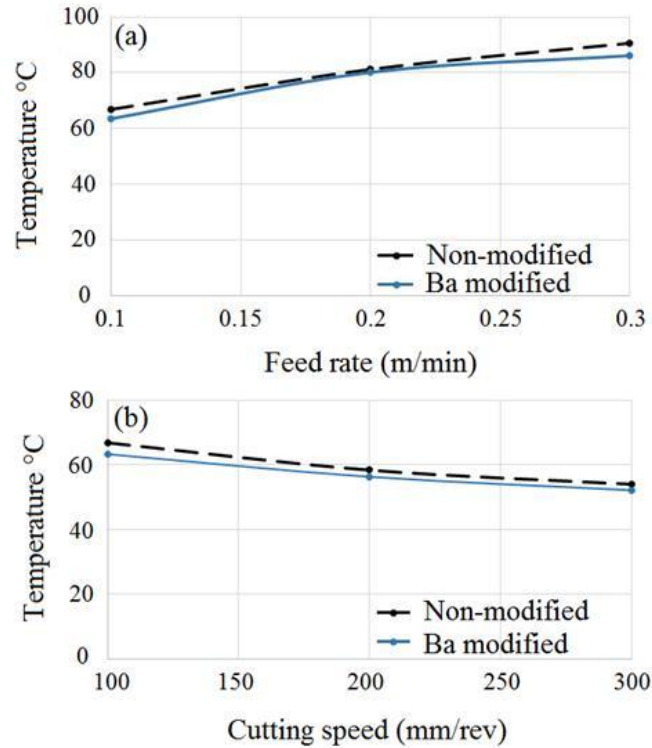 (a)
Temperature °C
100
80
60
40
20
0
Non-modified
Ba modified
0.1 0.15 0.2 0.25 0.3
Feed rate (m/min)
(b)
Temperature °C
80
60
40
20
0
Non-modified
Ba modified
100 150 200 250 300
Cutting speed (mm/rev)